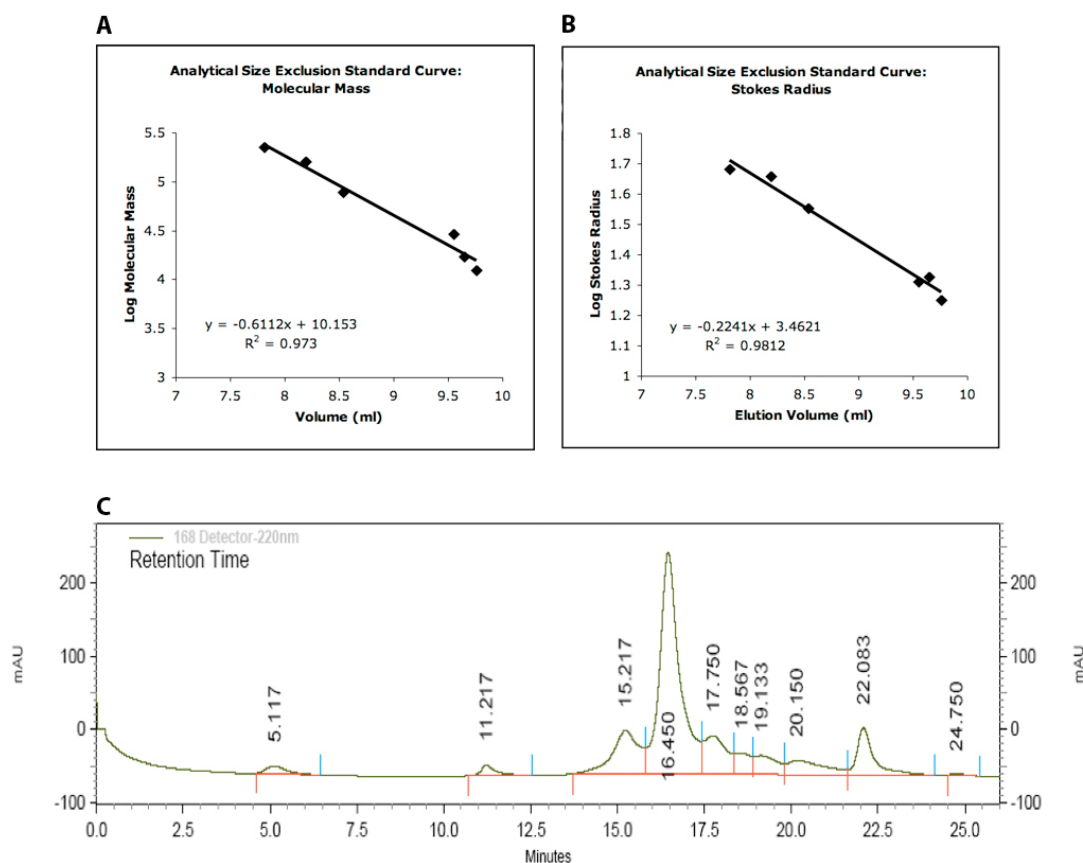 A
Analytical Size Exclusion Standard Curve:
Molecular Mass
Log Molecular Mass
5.5
5
4.5
4
3.5
3
y = -0.6112x + 10.153
R² = 0.973
7 7.5 8 8.5 9 9.5 10
Volume (ml)
B
Analytical Size Exclusion Standard Curve:
Stokes Radius
Log Stokes Radius
1.8
1.7
1.6
1.5
1.4
1.3
1.2
1.1
1
y = -0.2241x + 3.4621
R² = 0.9812
7 7.5 8 8.5 9 9.5 10
Elution Volume (ml)
C
168 Detector-220nm
Retention Time
mAU
200
100
0
-100
5.117
11.217
15.217
16.450
17.750
18.567
19.133
20.150
22.083
24.750
200
100
0
-100
mAU
0.0 2.5 5.0 7.5 10.0 12.5 15.0 17.5 20.0 22.5 25.0
Minutes